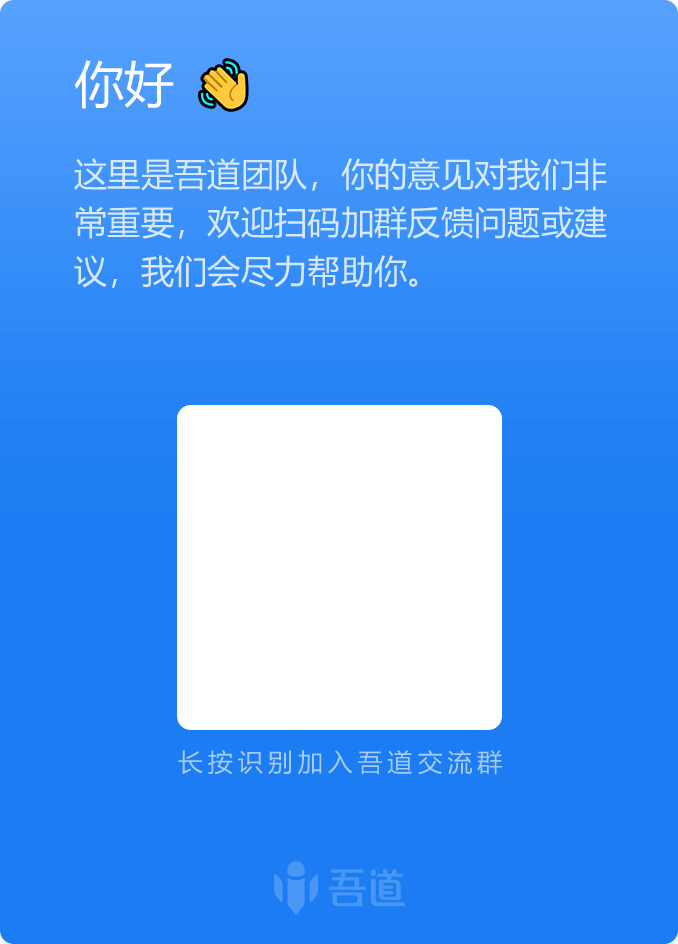 你好
这里是吾道团队，你的意见对我们非
常重要，欢迎扫码加群反馈问题或建
议，我们会尽力帮助你。
长按识别加入吾道交流群
吾道